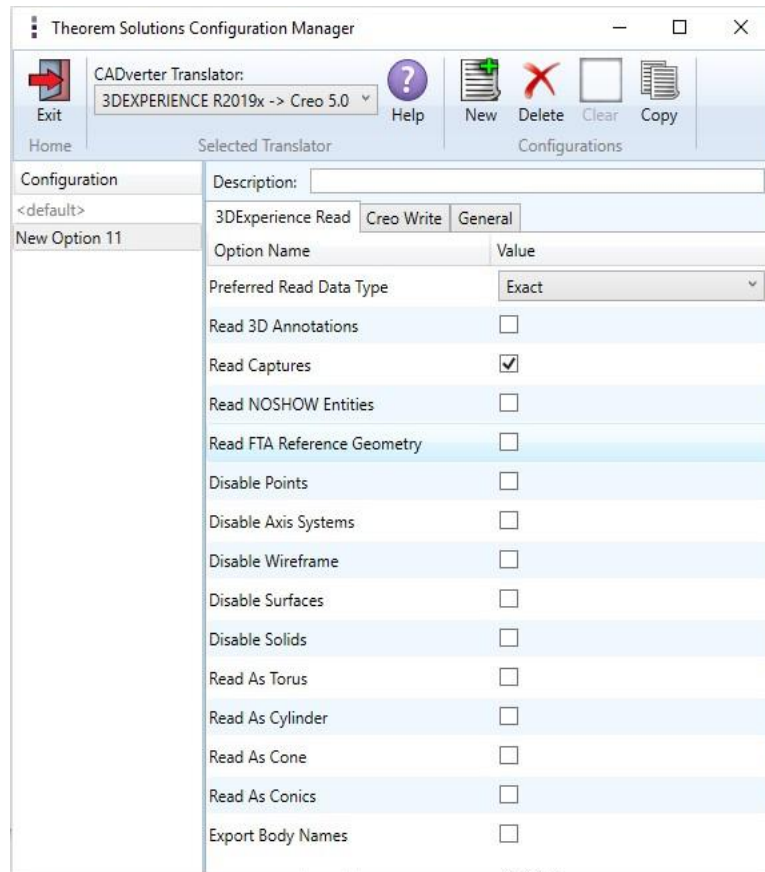 Theorem Solutions Configuration Manager
CADverter Translator:
3DEXPERIENCE R2019x -> Creo 5.0
Exit
Help
New Delete Clear Copy
Home
Selected Translator
Configurations
Configuration
Description:
<default>
New Option 11
3DExperience Read Creo Write General
Option Name Value
Preferred Read Data Type Exact
Read 3D Annotations
Read Captures
Read NOSHOW Entities
Read FTA Reference Geometry
Disable Points
Disable Axis Systems
Disable Wireframe
Disable Surfaces
Disable Solids
Read As Torus
Read As Cylinder
Read As Cone
Read As Conics
Export Body Names